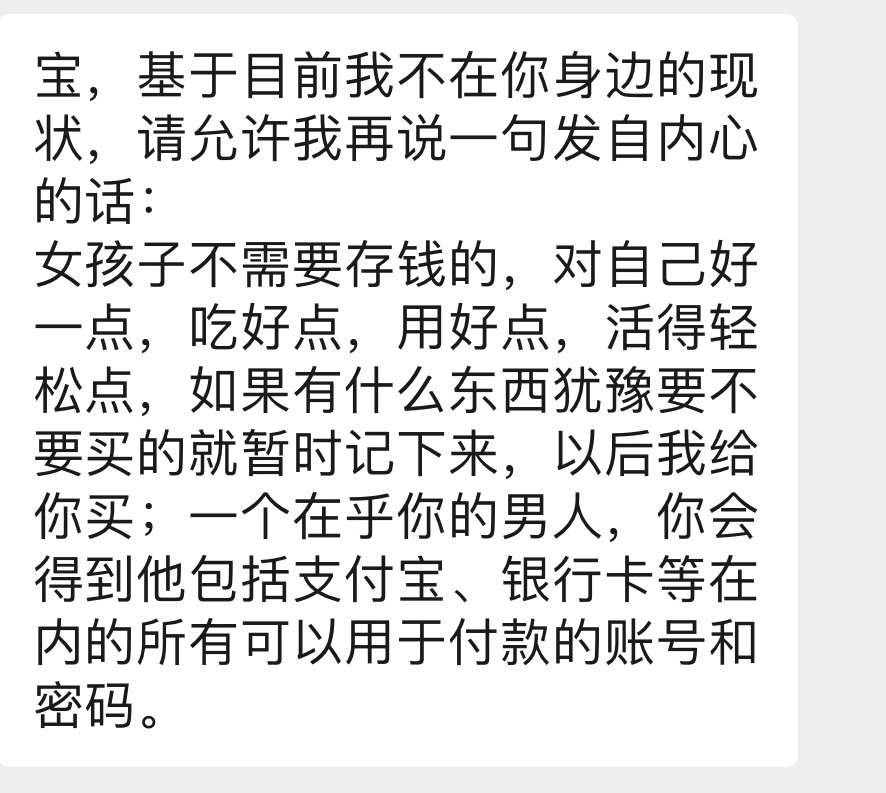 宝，基于目前我不在你身边的现
状，请允许我再说一句发自内心
的话：
女孩子不需要存钱的，对自己好
一点，吃好点，用好点，活得轻
松点，如果有什么东西犹豫要不
要买的就暂时记下来，以后我给
你买；一个在乎你的男人，你会
得到他包括支付宝、银行卡等在
内的所有可以用于付款的账号和
密码。